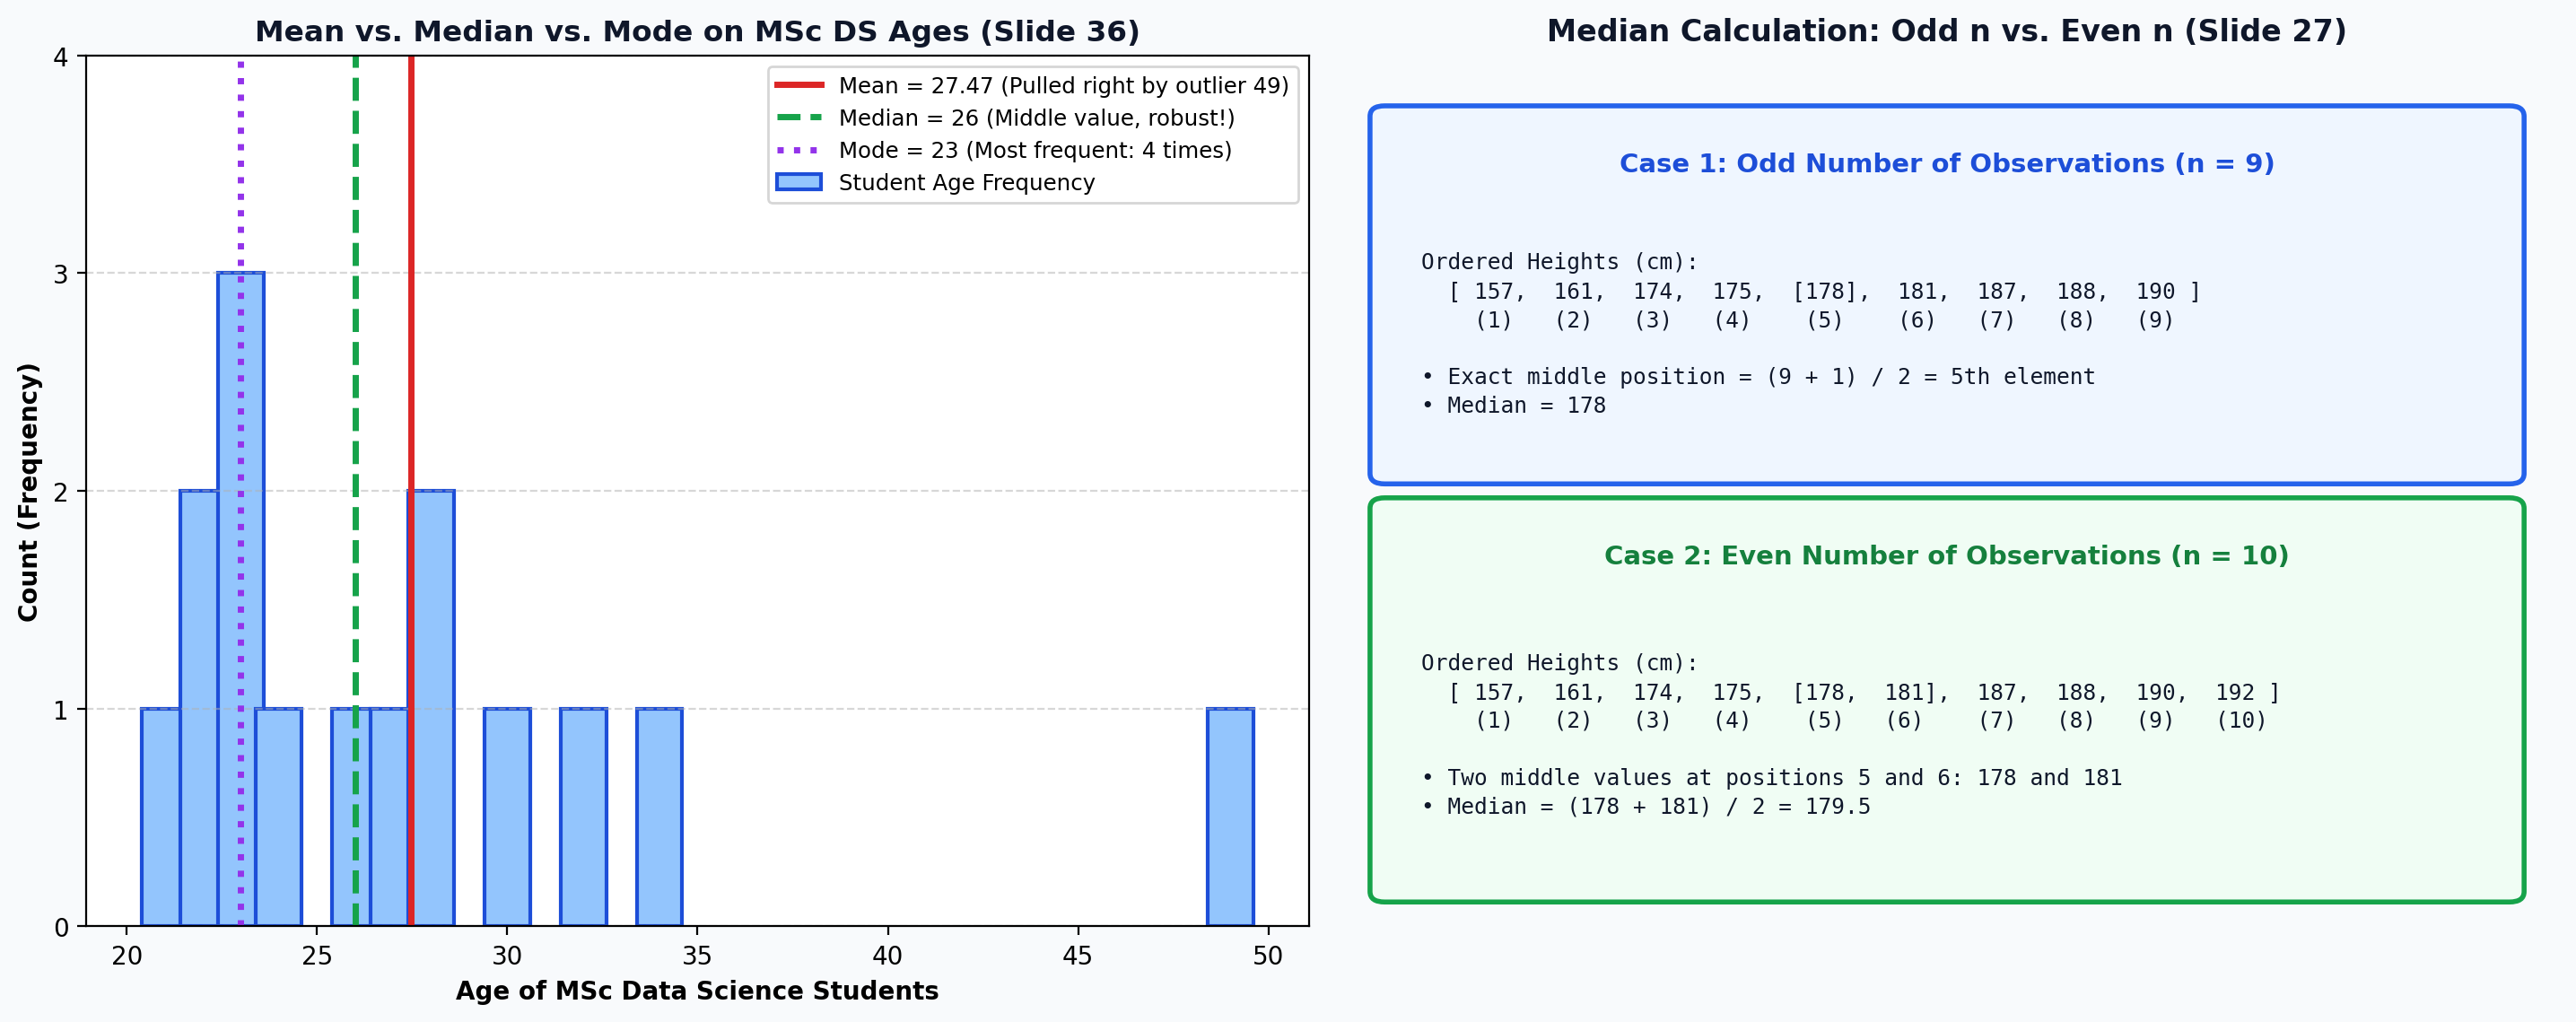 Mean vs. Median vs. Mode on MSc DS Ages (Slide 36)
Mean = 27.47 (Pulled right by outlier 49)
Median = 26 (Middle value, robust!)
Mode = 23 (Most frequent: 4 times)
Student Age Frequency
Count (Frequency)
4
3
2
1
0
20 25 30 35 40 45 50
Age of MSc Data Science Students
Median Calculation: Odd n vs. Even n (Slide 27)
Case 1: Odd Number of Observations (n = 9)
Ordered Heights (cm):
[ 157, 161, 174, 175, [178], 181, 187, 188, 190 ]
(1) (2) (3) (4) (5) (6) (7) (8) (9)
• Exact middle position = (9 + 1) / 2 = 5th element
• Median = 178
Case 2: Even Number of Observations (n = 10)
Ordered Heights (cm):
[ 157, 161, 174, 175, [178, 181], 187, 188, 190, 192 ]
(1) (2) (3) (4) (5) (6) (7) (8) (9) (10)
• Two middle values at positions 5 and 6: 178 and 181
• Median = (178 + 181) / 2 = 179.5